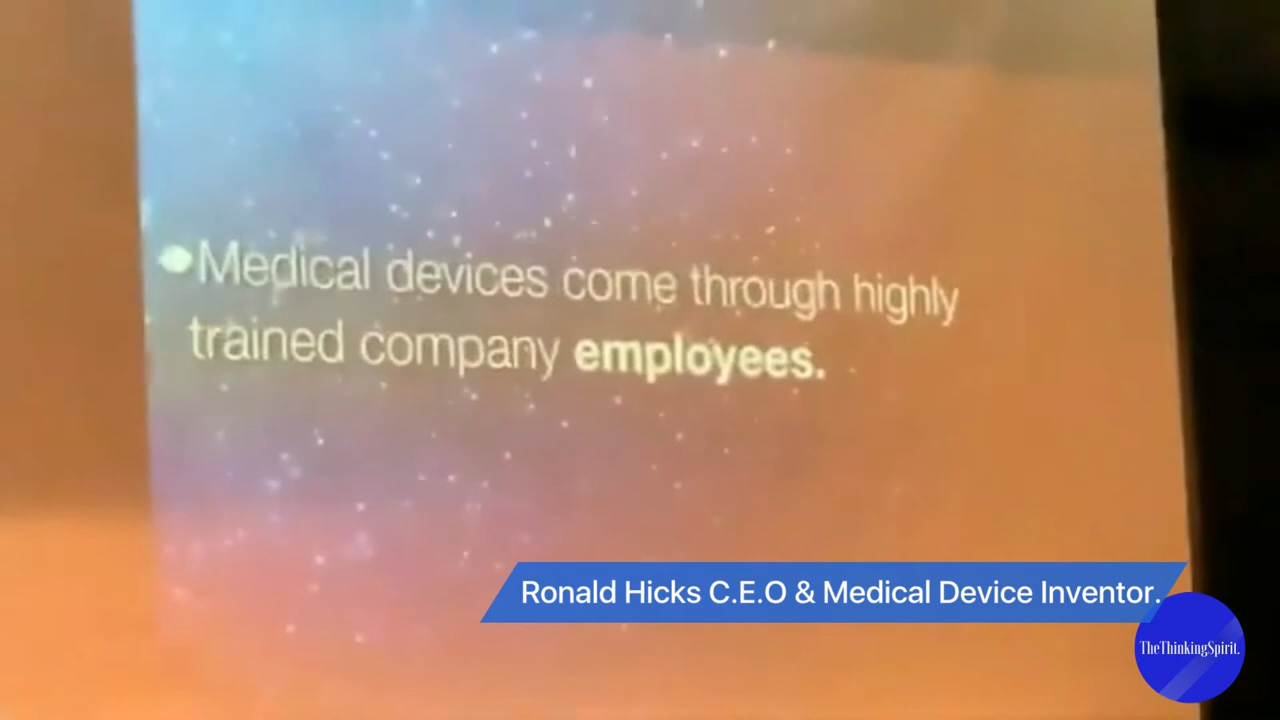 •Medical devices come through highly
trained company employees.
Ronald Hicks C.E.O & Medical Device Inventor.
TheThinkingSpirit.